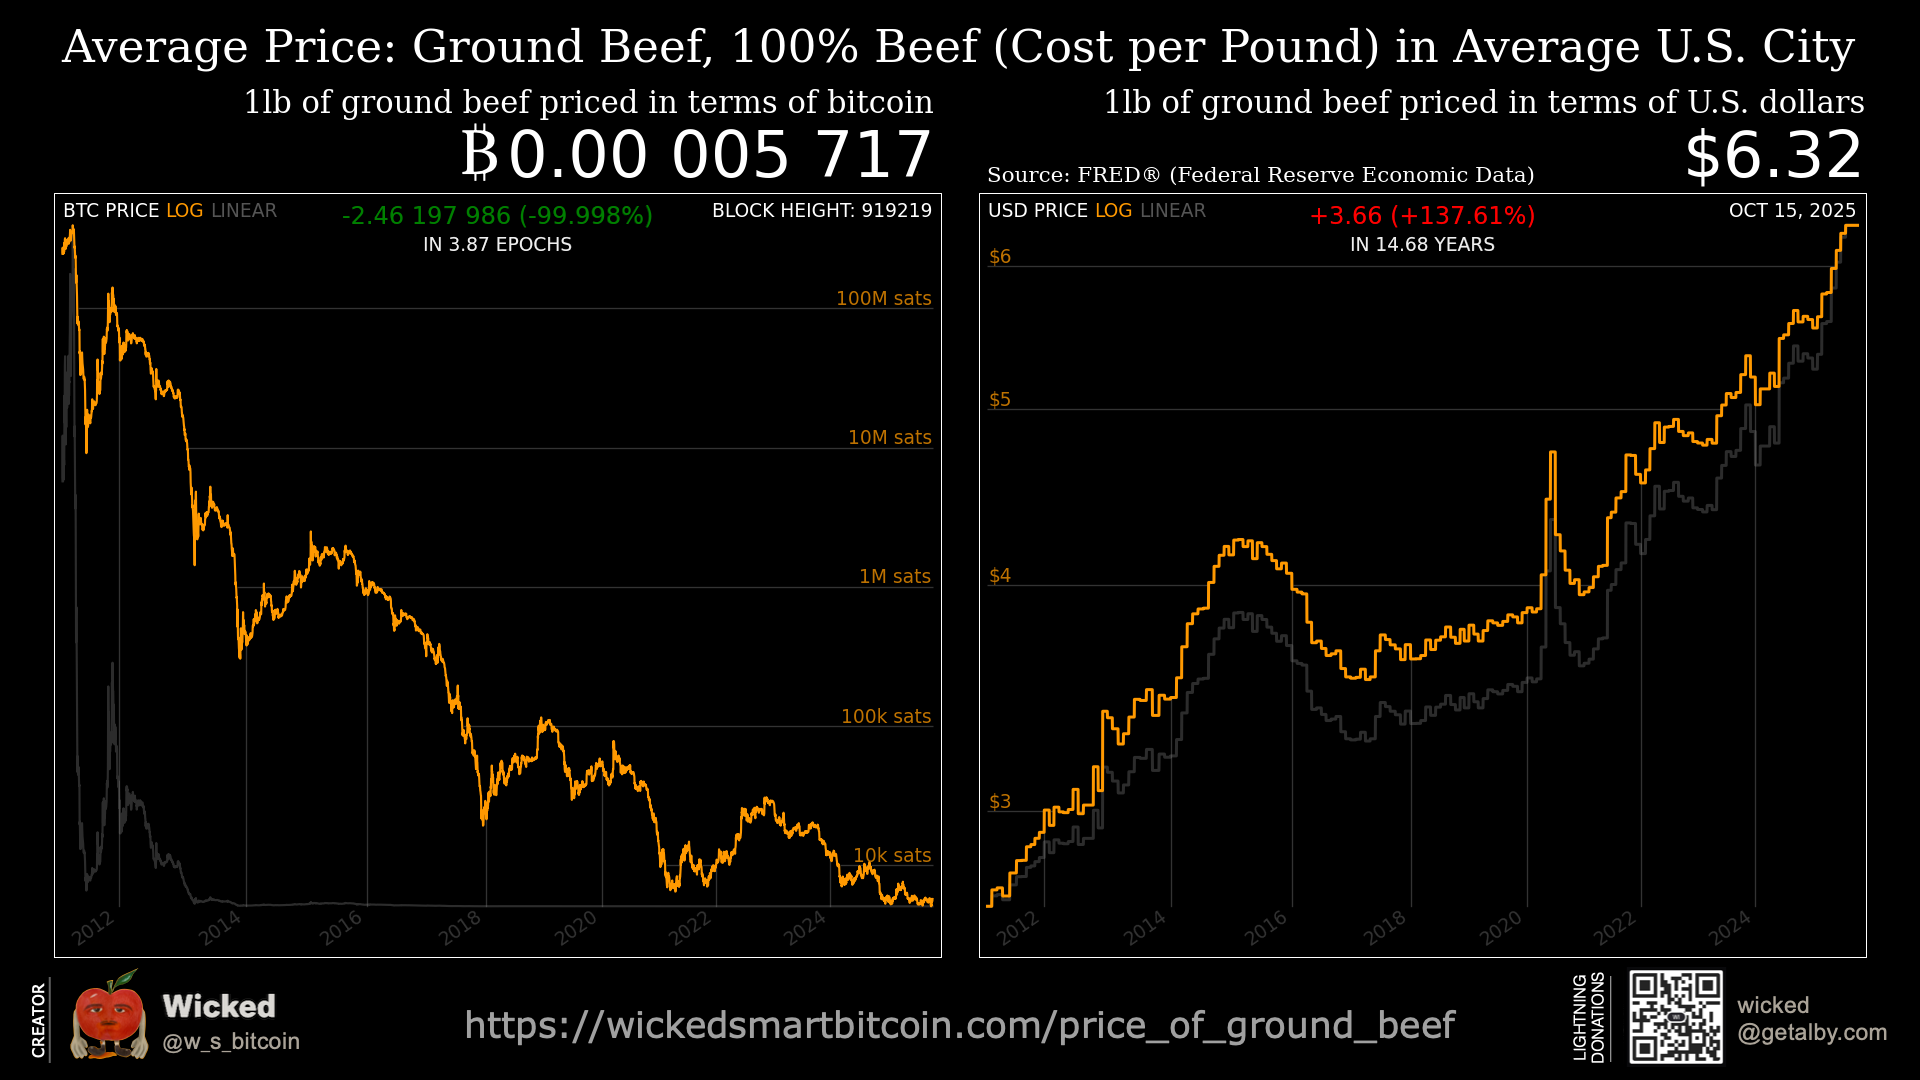 Average Price: Ground Beef, 100% Beef (Cost per Pound) in Average U.S. City
1lb of ground beef priced in terms of bitcoin
₿0.00 005 717
BTC PRICE LOG LINEAR
-2.46 197 986 (-99.998%)
IN 3.87 EPOCHS
BLOCK HEIGHT: 919219
100M sats
10M sats
1M sats
100k sats
10k sats
2012
2014
2016
2018
2020
2022
2024
1lb of ground beef priced in terms of U.S. dollars
$6.32
Source: FRED® (Federal Reserve Economic Data)
USD PRICE LOG LINEAR
+3.66 (+137.61%)
IN 14.68 YEARS
OCT 15, 2025
$6
$5
$4
$3
2012
2014
2016
2018
2020
2022
2024
CREATOR
Wicked
@w_s_bitcoin
https://wickedsmartbitcoin.com/price_of_ground_beef
LIGHTNING
DONATIONS
wicked
@getalby.com